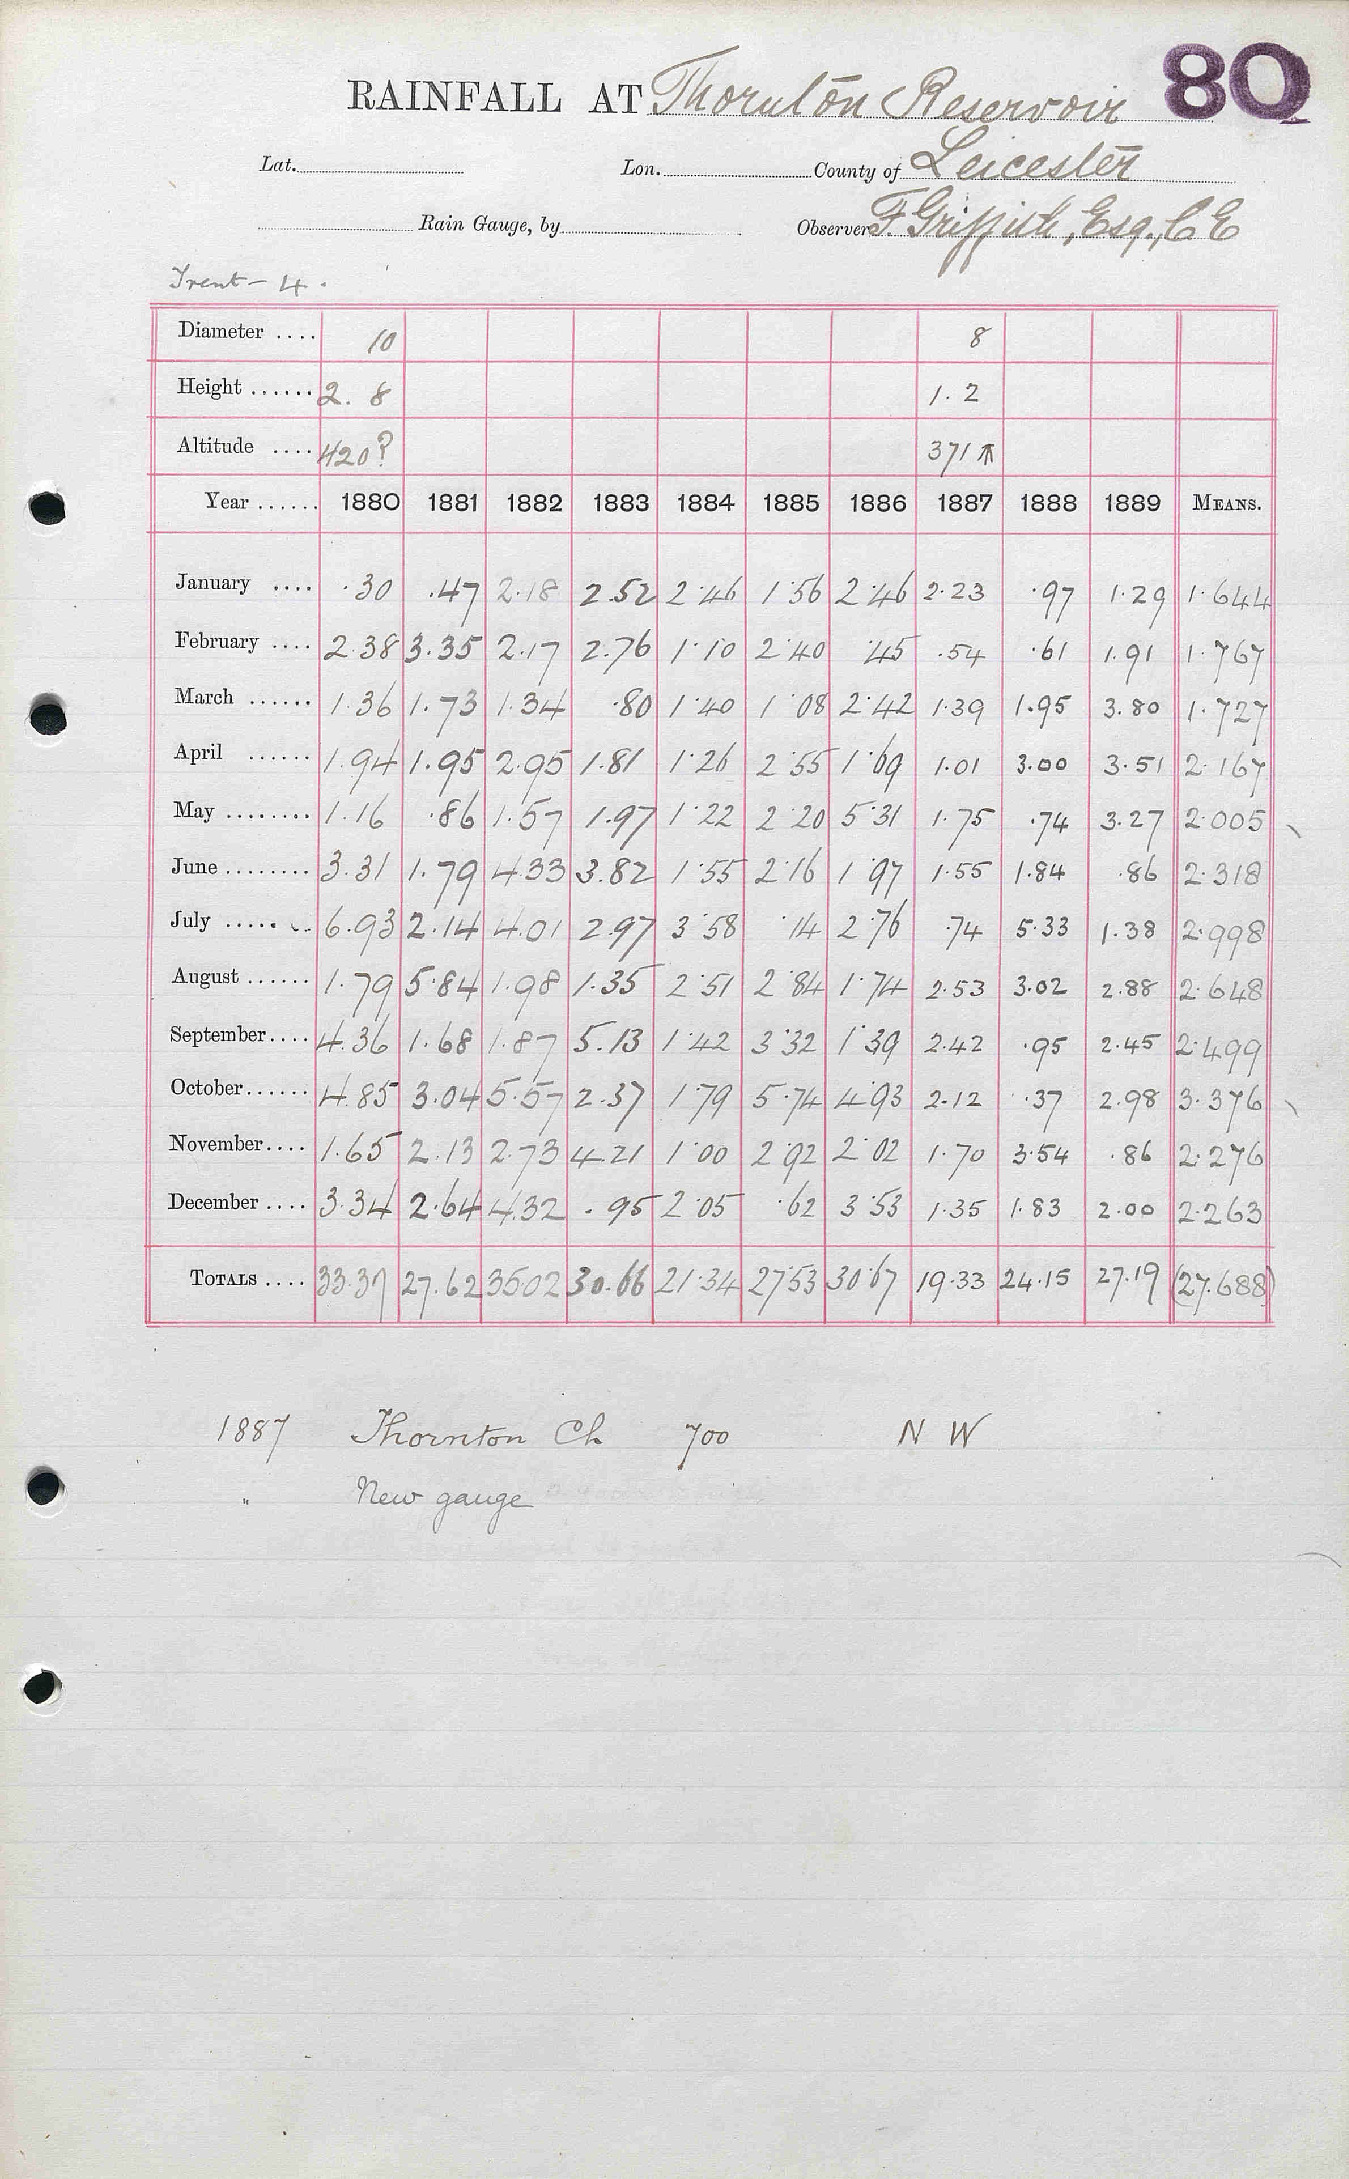 RAINFALL AT Thornton Reservoir 80
Lat. Lon. County of Leicester
Rain Gauge, by Observer F. Griffith, Esq., C E
Trent - 4.
Diameter .... 10 8
Height ...... 2. 8 1. 2
Altitude .... 420? 371
Year ...... 1880 1881 1882 1883 1884 1885 1886 1887 1888 1889 MEANS.
January .... .30 .47 2.18 2.52 2.46 1.56 2.46 2.23 .97 1.29 1.644
February .... 2.38 3.35 2.17 2.76 1.10 2.40 .45 .54 .61 1.91 1.767
March ...... 1.36 1.73 1.34 .80 1.40 1.08 2.42 1.39 1.95 3.80 1.727
April ...... 1.94 1.95 2.95 1.81 1.26 2.55 1.69 1.01 3.00 3.51 2.167
May ........ 1.16 .86 1.57 1.97 1.22 2.20 5.31 1.75 .74 3.27 2.005
June ........ 3.31 1.79 4.33 3.82 1.55 2.16 1.97 1.55 1.84 .86 2.318
July ........ 6.93 2.14 4.01 2.97 3.58 .14 2.76 .74 5.33 1.38 2.998
August ...... 1.79 5.84 1.98 1.35 2.51 2.84 1.74 2.53 3.02 2.88 2.648
September .... 4.36 1.68 1.87 5.13 1.42 3.32 1.39 2.42 .95 2.45 2.499
October ...... 4.85 3.04 5.57 2.37 1.79 5.74 4.93 2.12 .37 2.98 3.376
November .... 1.65 2.13 2.73 4.21 1.00 2.92 2.02 1.70 3.54 .86 2.276
December .... 3.34 2.64 4.32 .95 2.05 .62 3.53 1.35 1.83 2.00 2.263
TOTALS .... 33.37 27.62 35.02 30.66 21.34 27.53 30.67 19.33 24.15 27.19 (27.688)
1887 Thornton Ch 700 N W
" New gauge